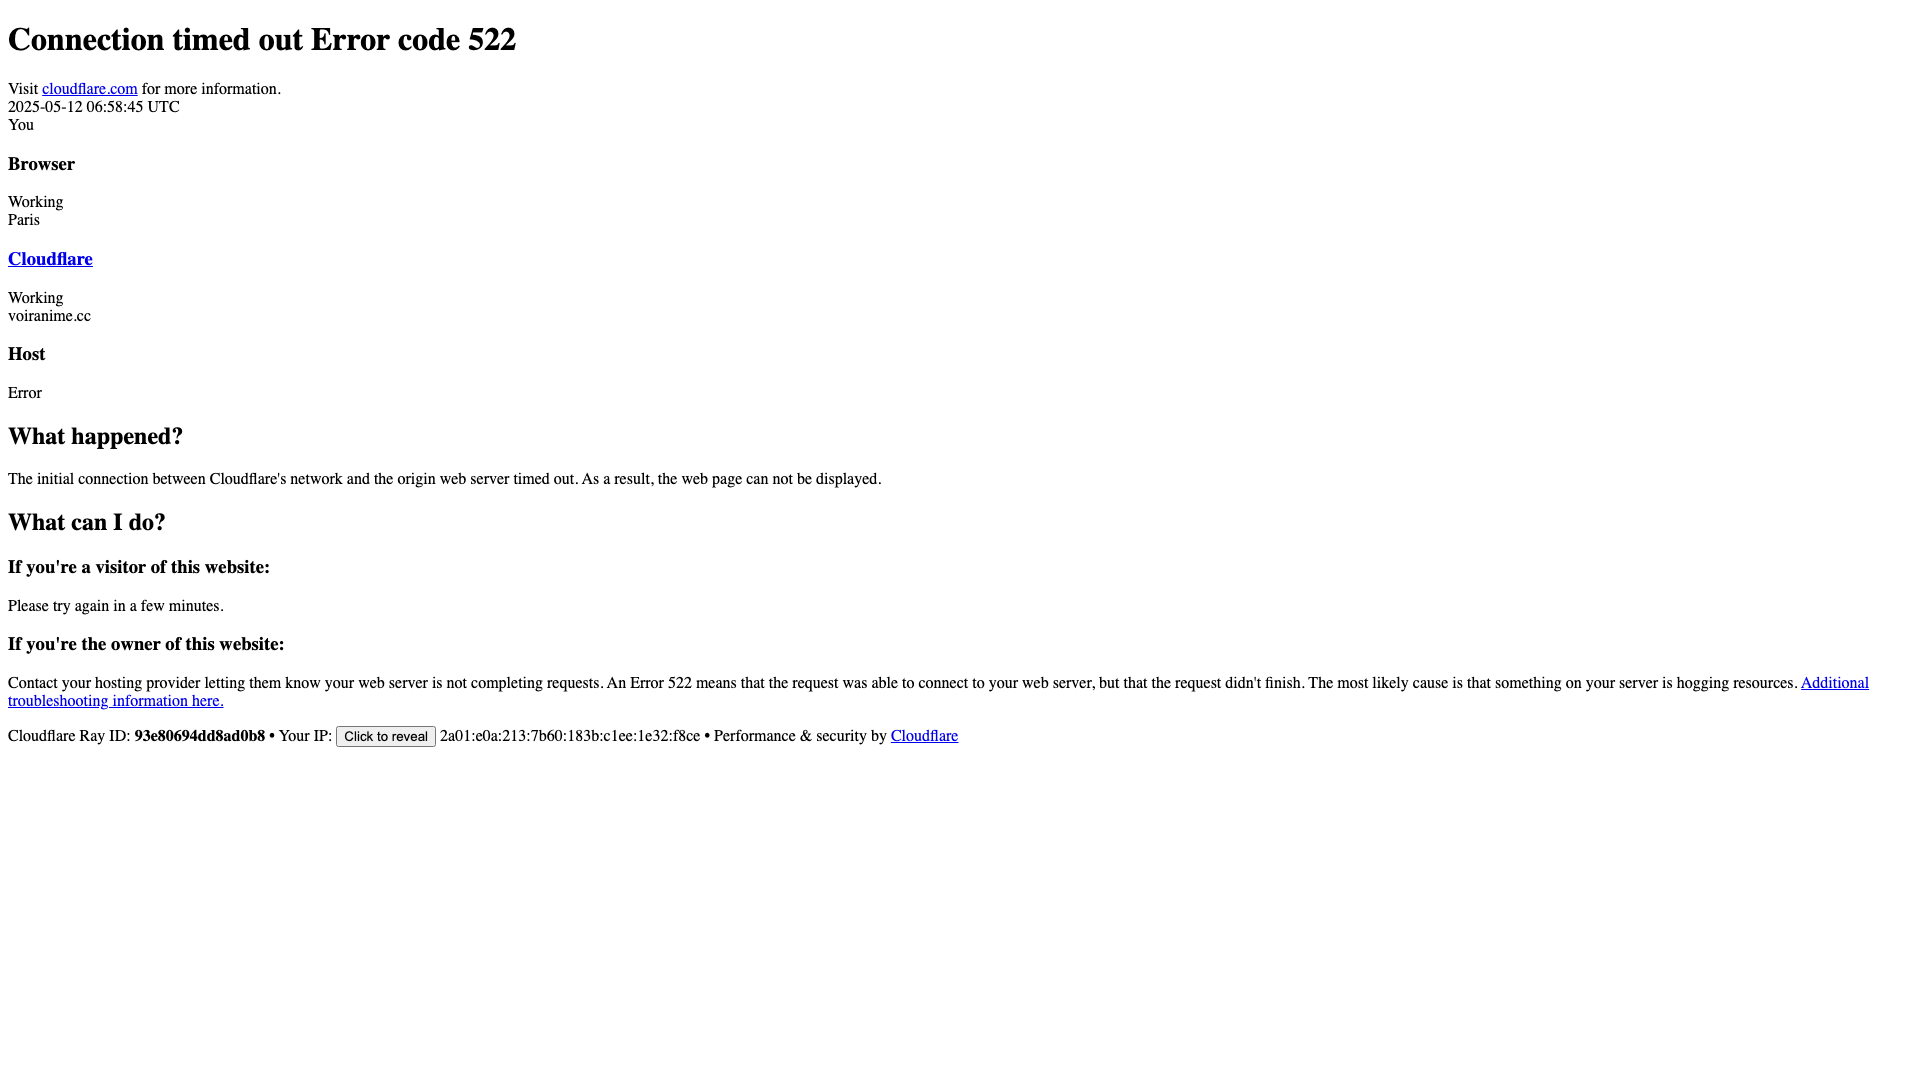 Connection timed out Error code 522
Visit cloudflare.com for more information.
2025-05-12 06:58:45 UTC
You
Browser
Working
Paris
Cloudflare
Working
voiranime.cc
Host
Error
What happened?
The initial connection between Cloudflare's network and the origin web server timed out. As a result, the web page can not be displayed.
What can I do?
If you're a visitor of this website:
Please try again in a few minutes.
If you're the owner of this website:
Contact your hosting provider letting them know your web server is not completing requests. An Error 522 means that the request was able to connect to your web server, but that the request didn't finish. The most likely cause is that something on your server is hogging resources. Additional
troubleshooting information here.
Cloudflare Ray ID: 93e80694dd8ad0b8 • Your IP: Click to reveal 2a01:e0a:213:7b60:183b:c1ee:1e32:f8ce • Performance & security by Cloudflare